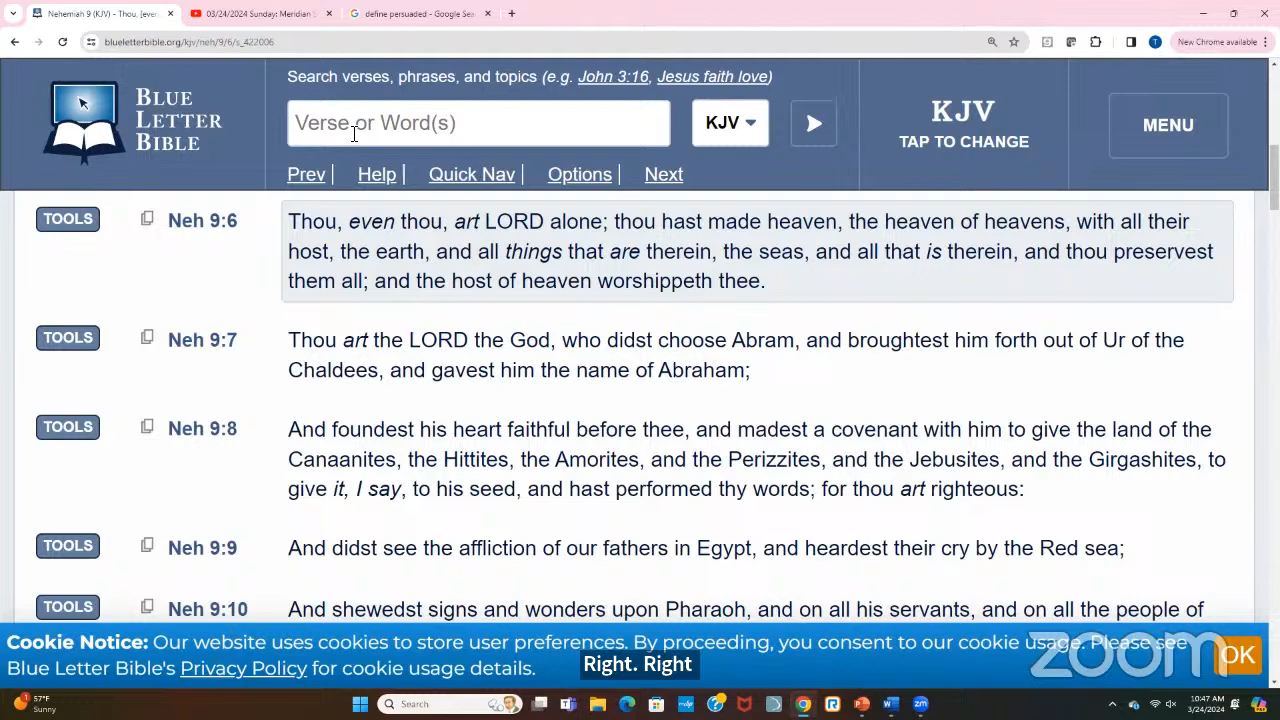 Nehemiah 9 (KJV) - Thou, [even
03/24/2024 Sunday: Meridian S
define persuaded - Google Sea
blueletterbible.org/kjv/neh/9/6/s_422006
New Chrome available
Search verses, phrases, and topics (e.g. John 3:16, Jesus faith love)
BLUE
LETTER
BIBLE
Verse or Word(s)
KJV
KJV
TAP TO CHANGE
MENU
Prev | Help | Quick Nav | Options | Next
TOOLS Neh 9:6 Thou, even thou, art LORD alone; thou hast made heaven, the heaven of heavens, with all their
host, the earth, and all things that are therein, the seas, and all that is therein, and thou preservest
them all; and the host of heaven worshippeth thee.
TOOLS Neh 9:7 Thou art the LORD the God, who didst choose Abram, and broughtest him forth out of Ur of the
Chaldees, and gavest him the name of Abraham;
TOOLS Neh 9:8 And foundest his heart faithful before thee, and madest a covenant with him to give the land of the
Canaanites, the Hittites, the Amorites, and the Perizzites, and the Jebusites, and the Girgashites, to
give it, I say, to his seed, and hast performed thy words; for thou art righteous:
TOOLS Neh 9:9 And didst see the affliction of our fathers in Egypt, and heardest their cry by the Red sea;
TOOLS Neh 9:10 And shewedst signs and wonders upon Pharaoh, and on all his servants, and on all the people of
Cookie Notice: Our website uses cookies to store user preferences. By proceeding, you consent to our cookie usage. Please see
Blue Letter Bible's Privacy Policy for cookie usage details.
OK
zoom
Right. Right
57°F
Sunny
Search
10:47 AM
3/24/2024